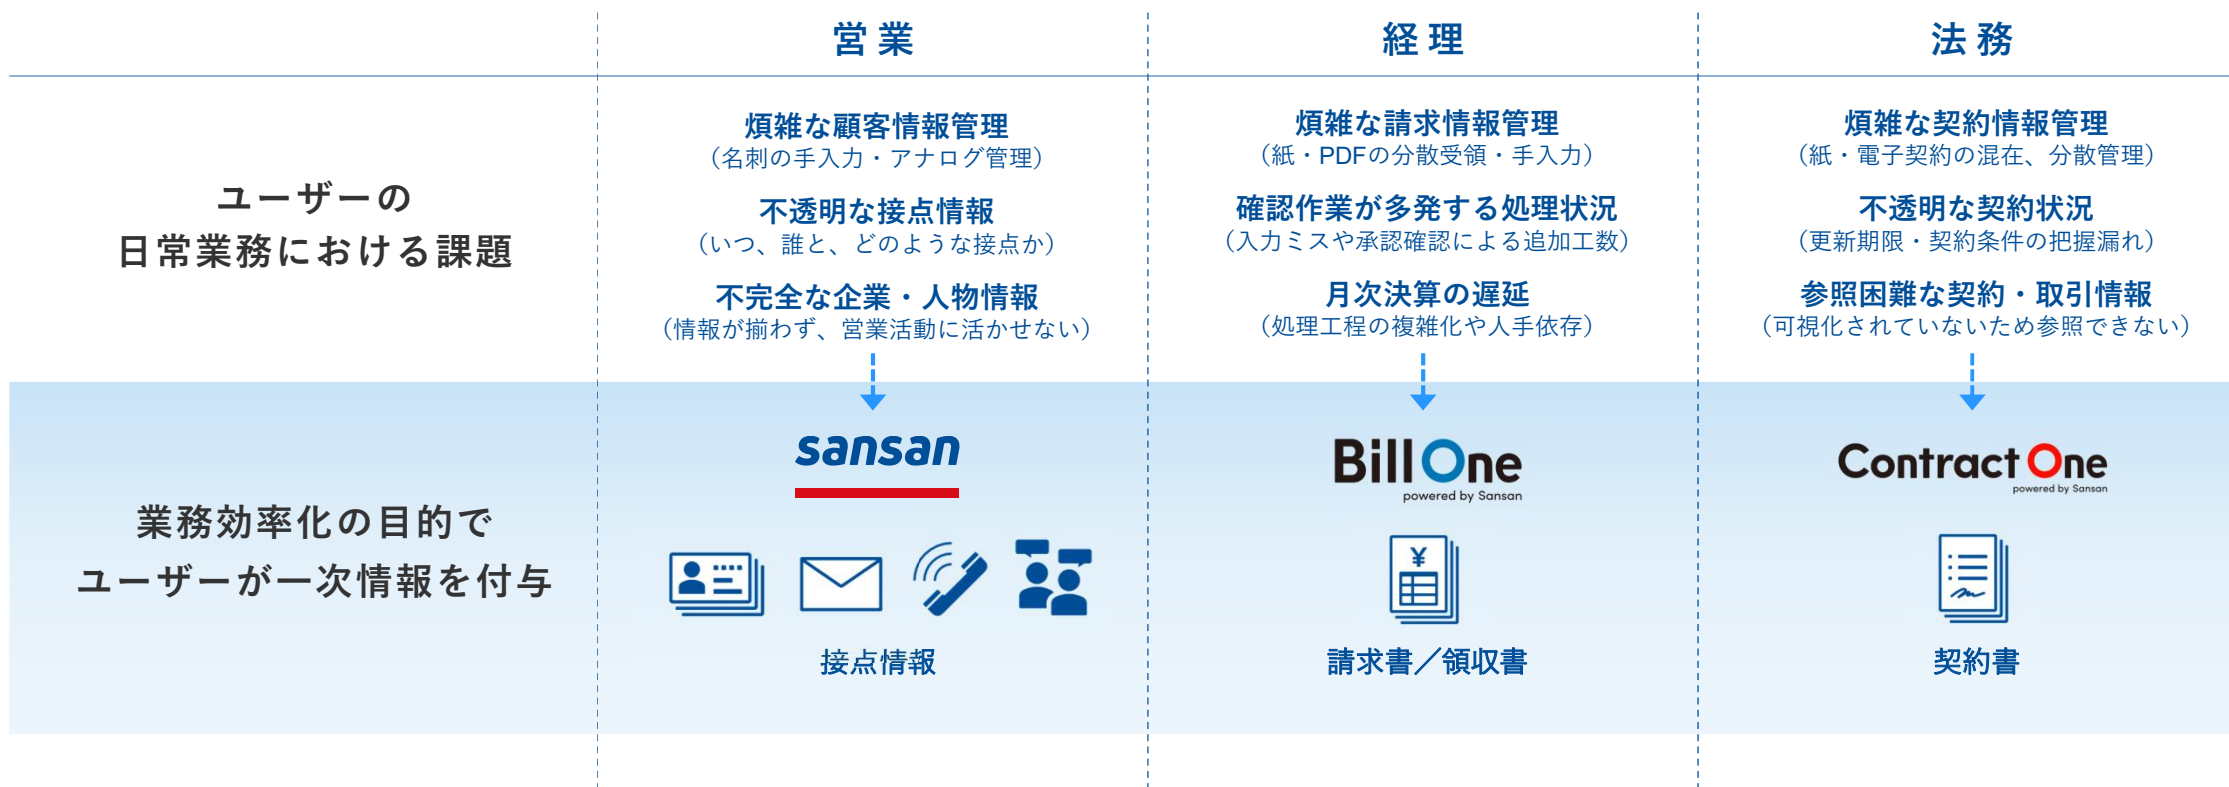 営業
経理
法務
ユーザーの
日常業務における課題
煩雑な顧客情報管理
（名刺の手入力・アナログ管理）
不透明な接点情報
（いつ、誰と、どのような接点か）
不完全な企業・人物情報
（情報が揃わず、営業活動に活かせない）
煩雑な請求情報管理
（紙・PDFの分散受領・手入力）
確認作業が多発する処理状況
（入力ミスや承認確認による追加工数）
月次決算の遅延
（処理工程の複雑化や人手依存）
煩雑な契約情報管理
（紙・電子契約の混在、分散管理）
不透明な契約状況
（更新期限・契約条件の把握漏れ）
参照困難な契約・取引情報
（可視化されていないため参照できない）
業務効率化の目的で
ユーザーが一次情報を付与
sansan
接点情報
Bill One
powered by Sansan
¥
請求書／領収書
Contract One
powered by Sansan
契約書